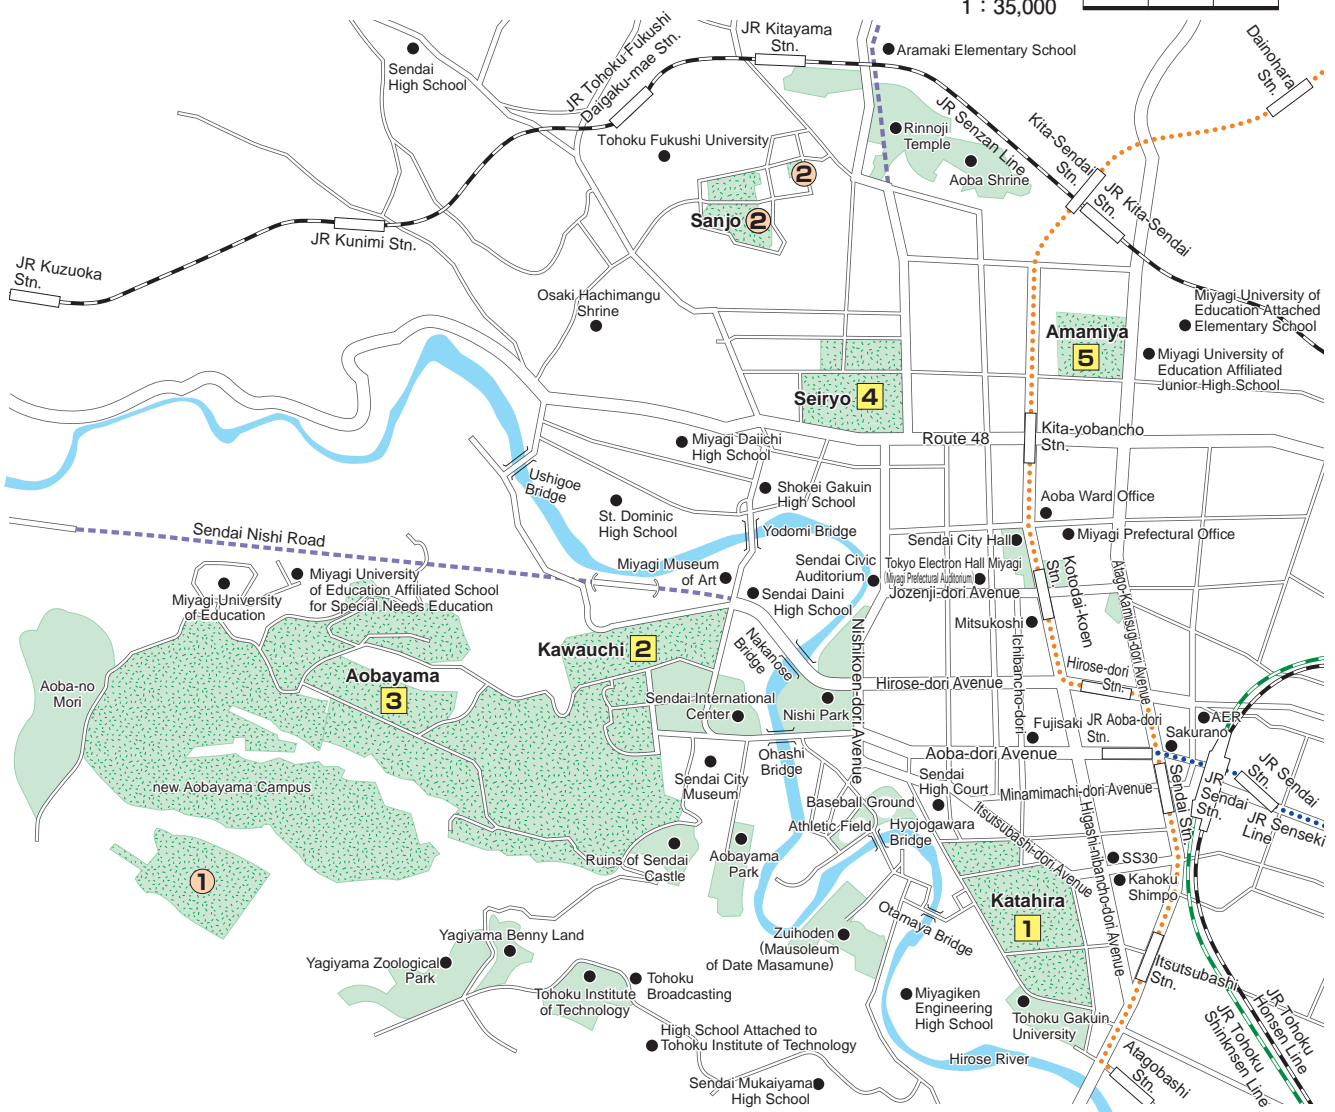 1：35,000
JR Kitayama
Stn.
Aramaki Elementary School
Dainohara
Stn.
Sendai
High School
JR Tohoku-Fukushi
Daigaku-mae Stn.
JR Senzan Line
Kita-Sendai
Stn.
Rinnoji
Temple
Tohoku Fukushi University
Aoba Shrine
2
JR Kita-Sendai
Stn.
Sanjo 2
JR Kunimi Stn.
JR Kuzuoka
Stn.
Osaki Hachimangu
Shrine
Miyagi University of
Education Attached
Elementary School
Amamiya
5
Miyagi University of
Education Affiliated
Junior High School
Seiryo 4
Route 48
Kita-yobancho
Stn.
Miyagi Daiichi
High School
Ushigoe
Bridge
Shokei Gakuin
High School
Aoba Ward Office
St. Dominic
High School
Yodomi Bridge
Sendai Nishi Road
Sendai City Hall
Miyagi Prefectural Office
Miyagi Museum
of Art
Sendai Civic
Auditorium
Tokyo Electron Hall Miyagi
(Miyagi Prefectural Auditorium)
Jozenji-dori Avenue
Kotodai-koen
Stn.
Atago-kamisugi-dori Avenue
Miyagi University
of Education
Miyagi University
of Education Affiliated School
for Special Needs Education
Sendai Daini
High School
Mitsukoshi
Kawauchi 2
Nakanose
Bridge
Nishikoen-dori Avenue
Ichibancho-dori
Aoba-no
Mori
Aobayama
3
Hirose-dori
Stn.
Hirose-dori Avenue
Sendai International
Center
Nishi Park
Fujisaki
JR Aoba-dori
Stn.
AER
Sakurano
Aoba-dori Avenue
Ohashi
Bridge
new Aobayama Campus
Sendai City
Museum
Sendai
High Court
Minamimachi-dori Avenue
Sendai Stn.
JR
Sendai
Stn.
JR Sendai
Stn.
JR Senseki
Line
Baseball Ground
Athletic Field
Hyojogawara
Bridge
Itsutsubashi-dori Avenue
Higashi-nibancho-dori Avenue
Ruins of Sendai
Castle
Aobayama
Park
SS30
Kahoku
Shimpo
1
Katahira
1
Otamaya Bridge
Yagiyama Benny Land
Zuihoden
(Mausoleum
of Date Masamune)
Yagiyama Zoological
Park
Itsutsubashi
Stn.
Tohoku Institute
of Technology
Tohoku
Broadcasting
Miyagiken
Engineering
High School
Tohoku Gakuin
University
JR Tohoku
Honsen Line
JR Tohoku
Shinknsen Line
High School Attached to
Tohoku Institute of Technology
Hirose River
Atagobashi
Stn.
Sendai Mukaiyama
High School